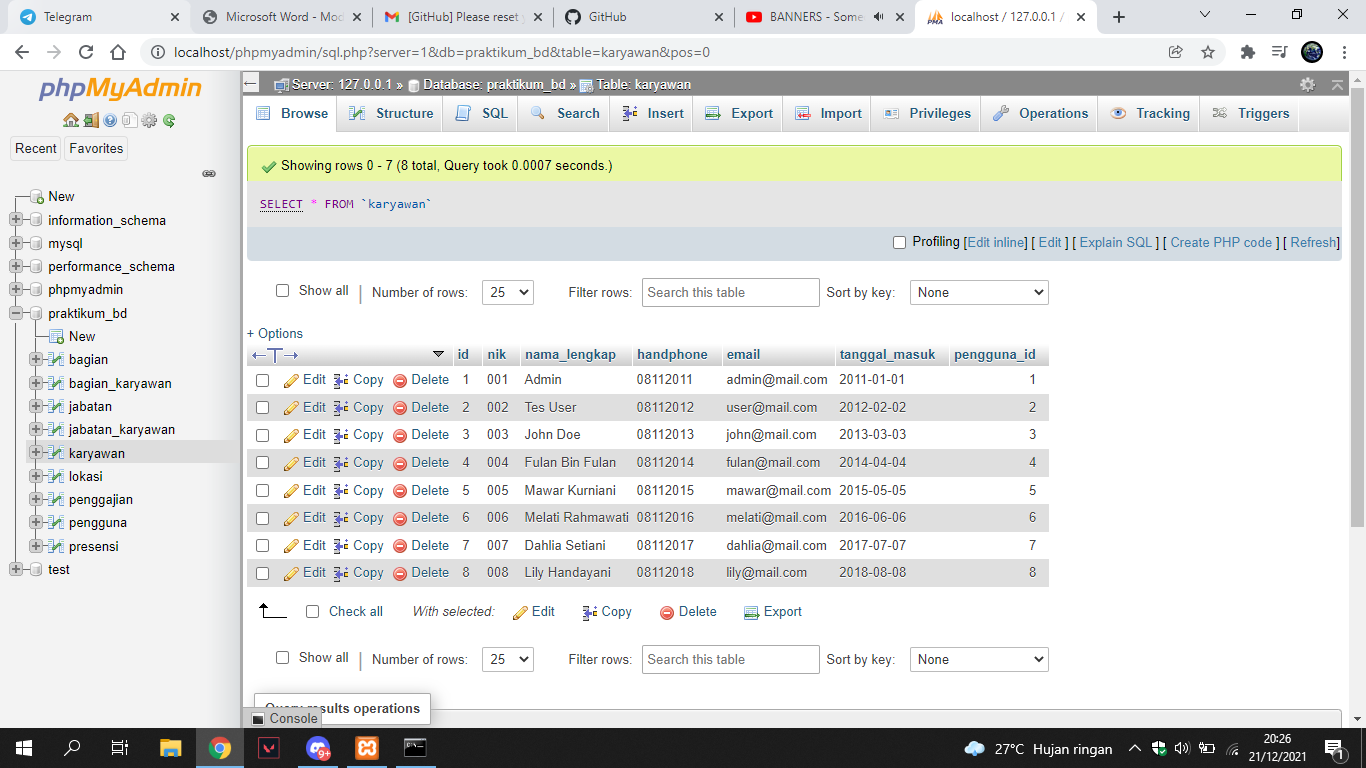 Telegram
Microsoft Word - Mod
[GitHub] Please reset y
GitHub
BANNERS - Some
localhost / 127.0.0.1 /
localhost/phpmyadmin/sql.php?server=1&db=praktikum_bd&table=karyawan&pos=0
phpMyAdmin
Recent Favorites
New
information_schema
mysql
performance_schema
phpmyadmin
praktikum_bd
New
bagian
bagian_karyawan
jabatan
jabatan_karyawan
karyawan
lokasi
penggajian
pengguna
presensi
test
Server: 127.0.0.1 » Database: praktikum_bd » Table: karyawan
Browse Structure SQL Search Insert Export Import Privileges Operations Tracking Triggers
Showing rows 0 - 7 (8 total, Query took 0.0007 seconds.)
SELECT * FROM `karyawan`
Profiling [Edit inline] [ Edit ] [ Explain SQL ] [ Create PHP code ] [ Refresh]
Show all | Number of rows: 25 Filter rows: Search this table Sort by key: None
+ Options
id nik nama_lengkap handphone email tanggal_masuk pengguna_id
Edit Copy Delete 1 001 Admin 08112011 admin@mail.com 2011-01-01 1
Edit Copy Delete 2 002 Tes User 08112012 user@mail.com 2012-02-02 2
Edit Copy Delete 3 003 John Doe 08112013 john@mail.com 2013-03-03 3
Edit Copy Delete 4 004 Fulan Bin Fulan 08112014 fulan@mail.com 2014-04-04 4
Edit Copy Delete 5 005 Mawar Kurniani 08112015 mawar@mail.com 2015-05-05 5
Edit Copy Delete 6 006 Melati Rahmawati 08112016 melati@mail.com 2016-06-06 6
Edit Copy Delete 7 007 Dahlia Setiani 08112017 dahlia@mail.com 2017-07-07 7
Edit Copy Delete 8 008 Lily Handayani 08112018 lily@mail.com 2018-08-08 8
Check all With selected: Edit Copy Delete Export
Show all | Number of rows: 25 Filter rows: Search this table Sort by key: None
Query results operations
Console
9+
27°C Hujan ringan
20:26
21/12/2021
1